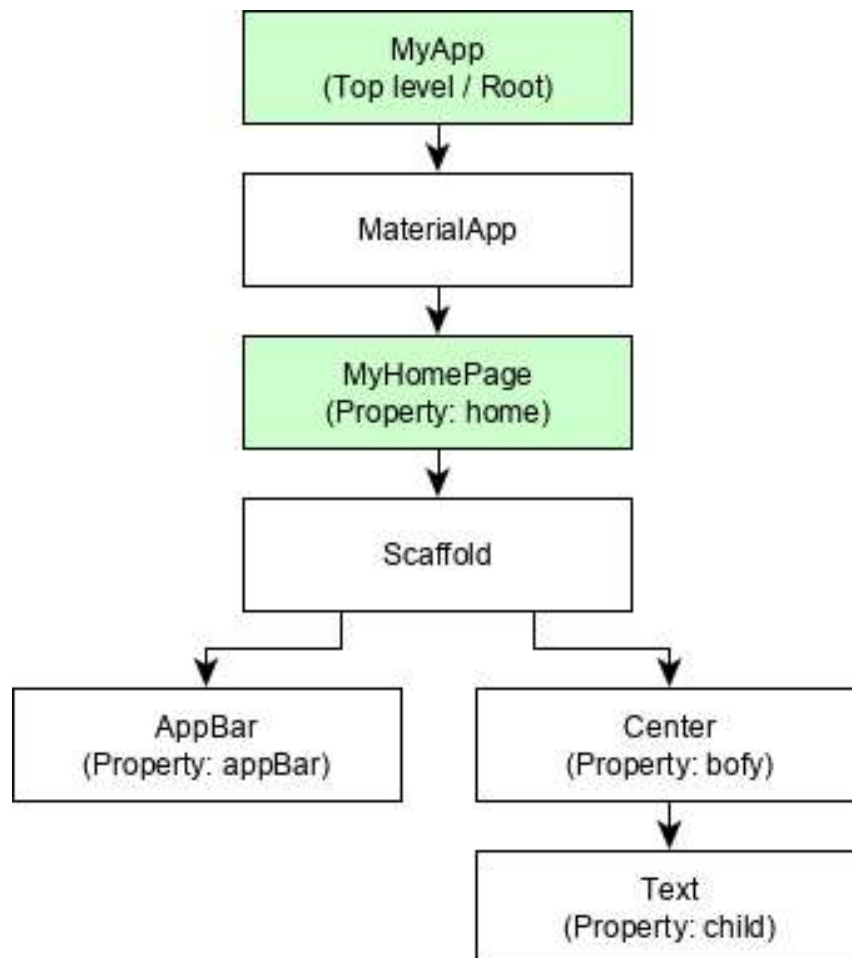 MyApp
(Top level / Root)
MaterialApp
MyHomePage
(Property: home)
Scaffold
AppBar
(Property: appBar)
Center
(Property: bofy)
Text
(Property: child)